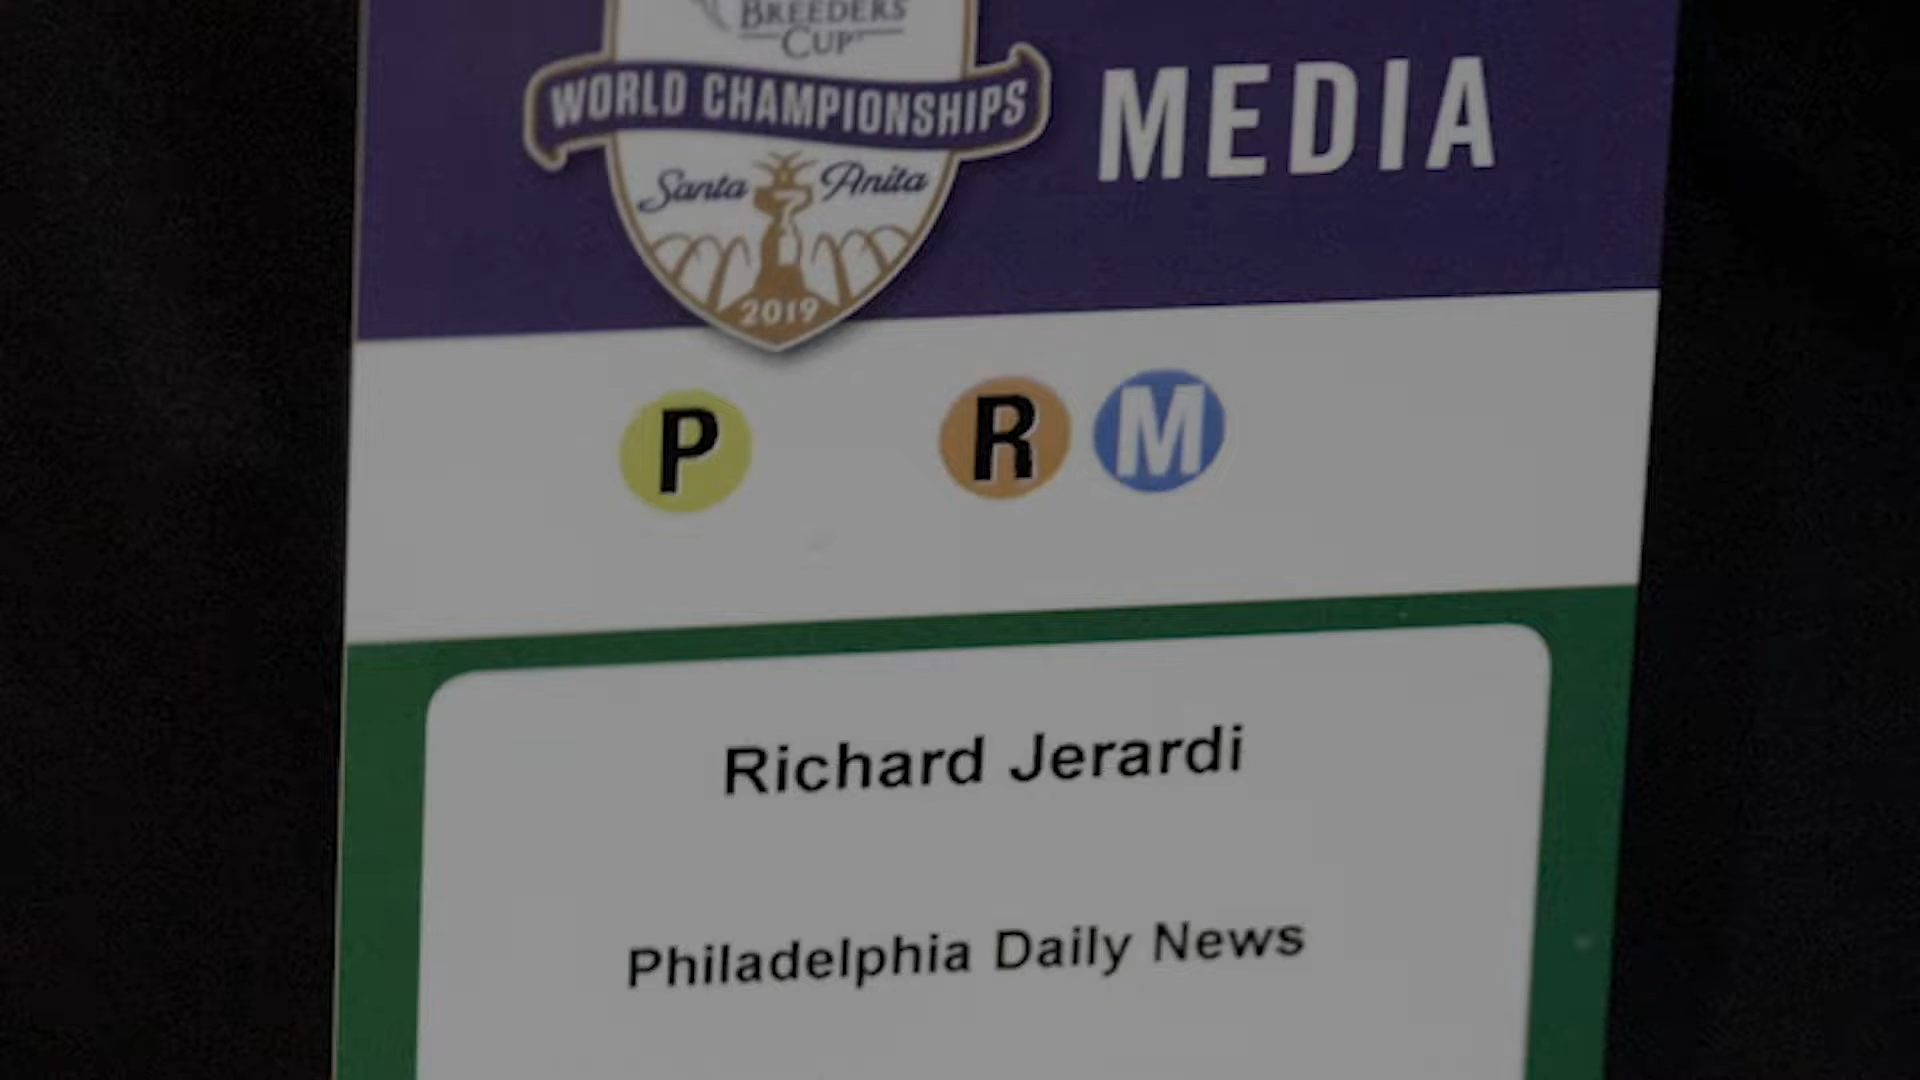 BREEDERS'
CUP
WORLD CHAMPIONSHIPS
MEDIA
Santa Anita
2019
P R M
Richard Jerardi
Philadelphia Daily News